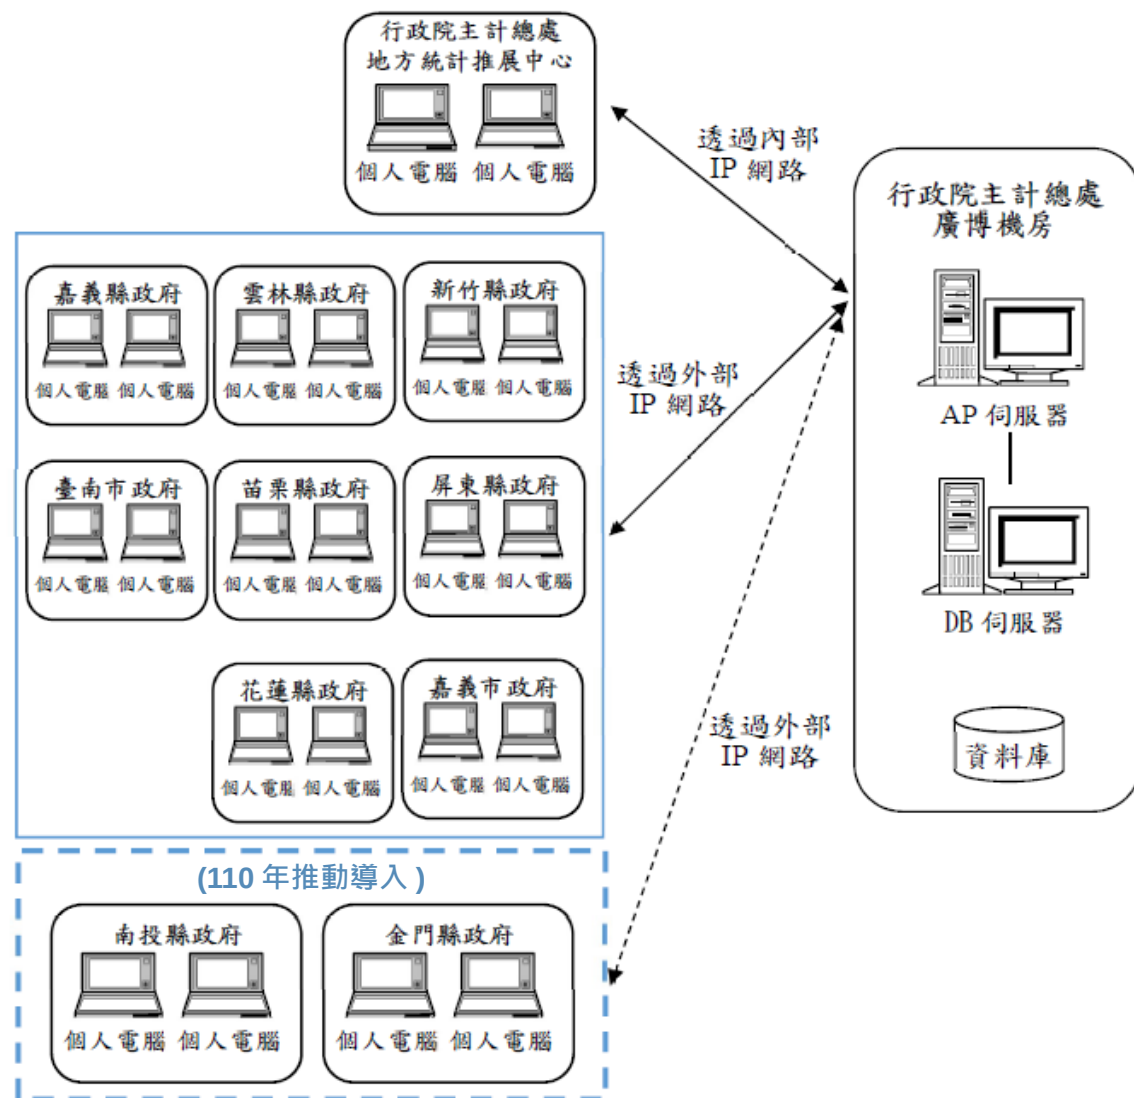 行政院主計總處
地方統計推展中心
個人電腦 個人電腦
透過內部
IP 網路
行政院主計總處
廣博機房
AP 伺服器
DB 伺服器
資料庫
嘉義縣政府
個人電腦 個人電腦
雲林縣政府
個人電腦 個人電腦
新竹縣政府
個人電腦 個人電腦
透過外部
IP 網路
臺南市政府
個人電腦 個人電腦
苗栗縣政府
個人電腦 個人電腦
屏東縣政府
個人電腦 個人電腦
花蓮縣政府
個人電腦 個人電腦
嘉義市政府
個人電腦 個人電腦
透過外部
IP 網路
(110 年推動導入 )
南投縣政府
個人電腦 個人電腦
金門縣政府
個人電腦 個人電腦